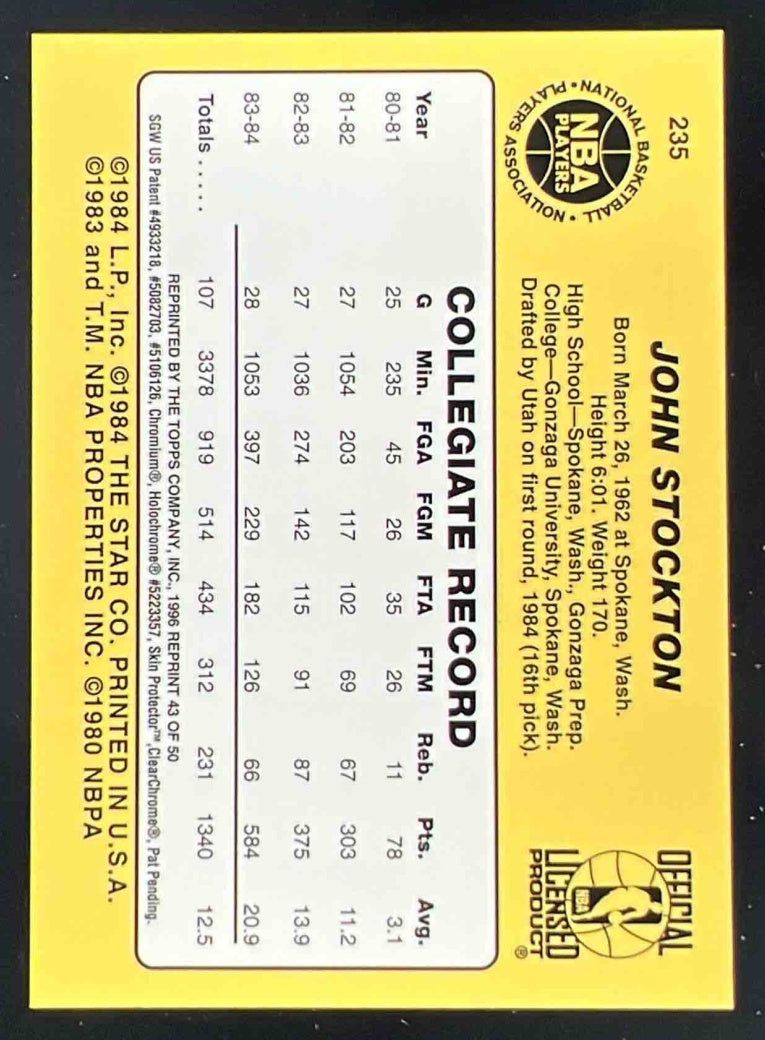 235
NATIONAL BASKETBALL
PLAYERS ASSOCIATION
NBA
PLAYERS
JOHN STOCKTON
Born March 26, 1962 at Spokane, Wash.
Height 6:01. Weight 170.
High School—Spokane, Wash., Gonzaga Prep.
College—Gonzaga University, Spokane, Wash.
Drafted by Utah on first round, 1984 (16th pick).
OFFICIAL
NBA
LICENSED
PRODUCT®
COLLEGIATE RECORD
Year G Min. FGA FGM FTA FTM Reb. Pts. Avg.
80-81 25 235 45 26 35 26 11 78 3.1
81-82 27 1054 203 117 102 69 67 303 11.2
82-83 27 1036 274 142 115 91 87 375 13.9
83-84 28 1053 397 229 182 126 66 584 20.9
Totals ..... 107 3378 919 514 434 312 231 1340 12.5
REPRINTED BY THE TOPPS COMPANY, INC., 1996 REPRINT 43 OF 50
SGW US Patent #4933218, #5082703, #5106126, Chromium®, Holochrome® #5223357, Skin Protector™, ClearChrome®, Pat Pending.
©1984 L.P., Inc. ©1984 THE STAR CO. PRINTED IN U.S.A.
©1983 and T.M. NBA PROPERTIES INC. ©1980 NBPA